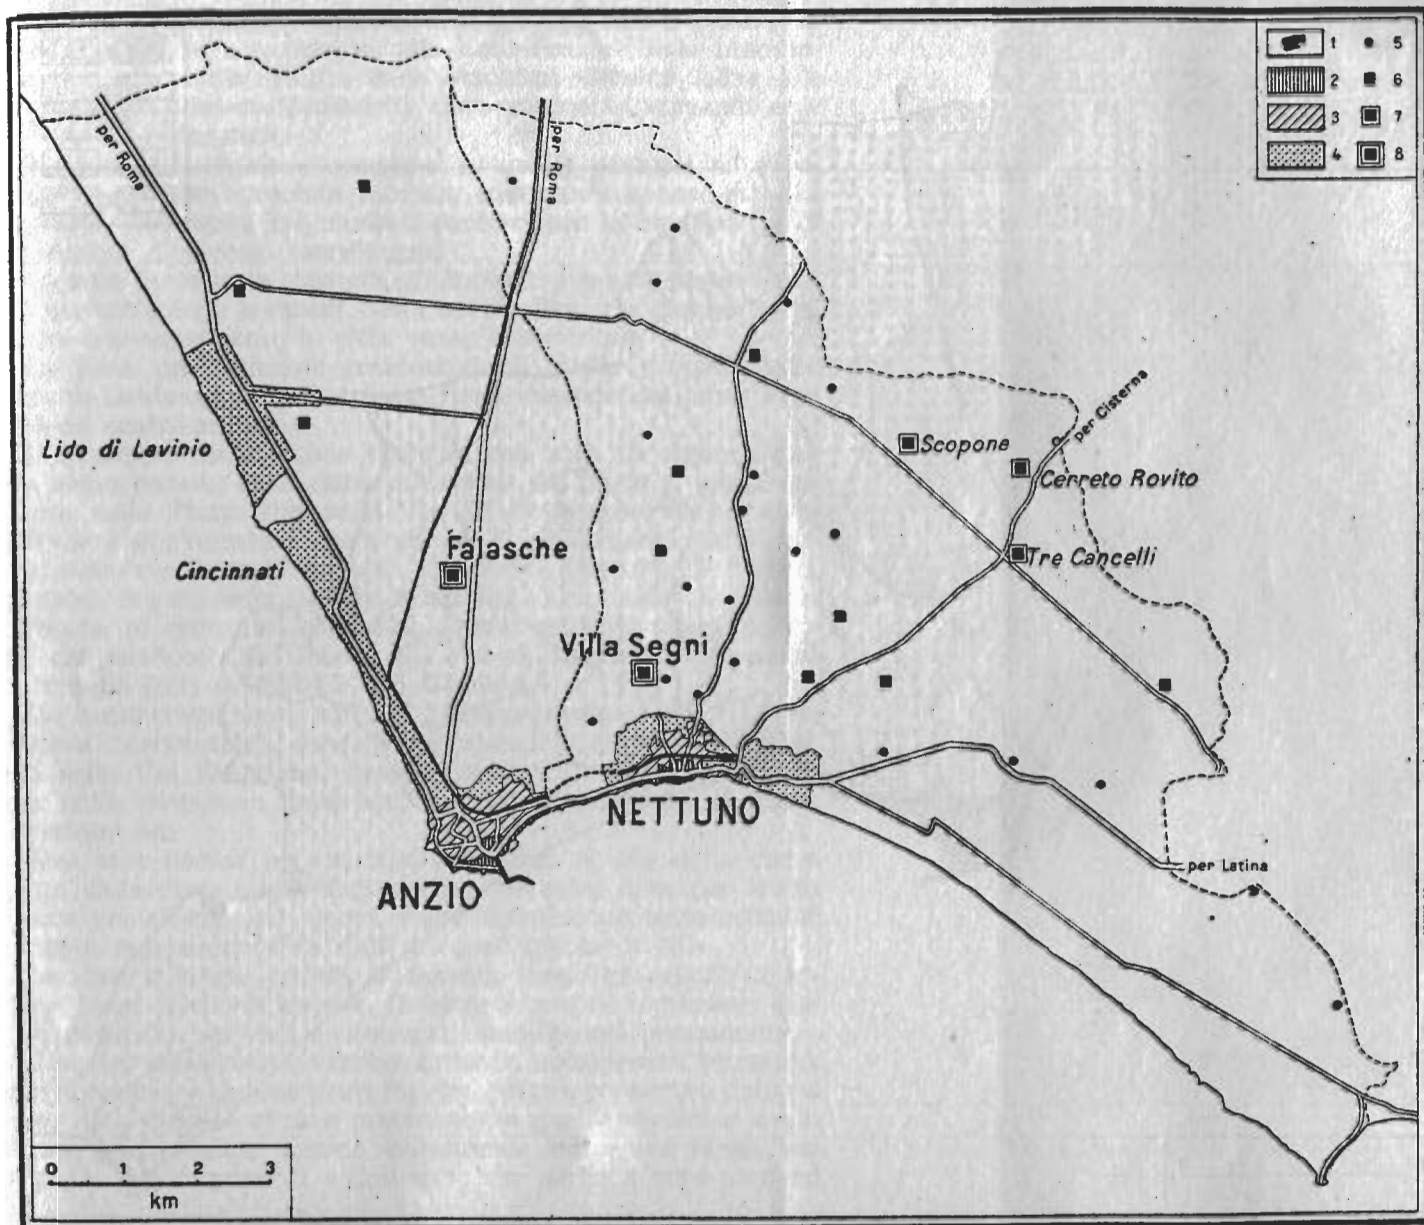 1 5
2 6
3 7
4 8
per Roma
per Roma
per Cisterna
Lido di Lavinio
Scopone
Cerreto Rovito
Cincinnati
Falasche
Tre Cancelli
Villa Segni
NETTUNO
per Latina
ANZIO
0 1 2 3
km